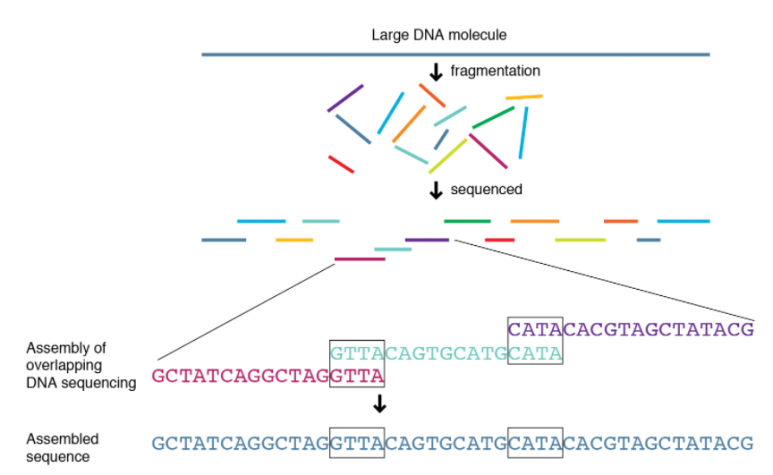 Large DNA molecule
fragmentation
sequenced
CATACACGTAGCTATACG
Assembly of
overlapping
DNA sequencing
GTTACAGTGCATGCATA
GCTATCAGGCTAGGTTA
Assembled
sequence
GCTATCAGGCTAGGTTACAGTGCATGCATACACGTAGCTATACG